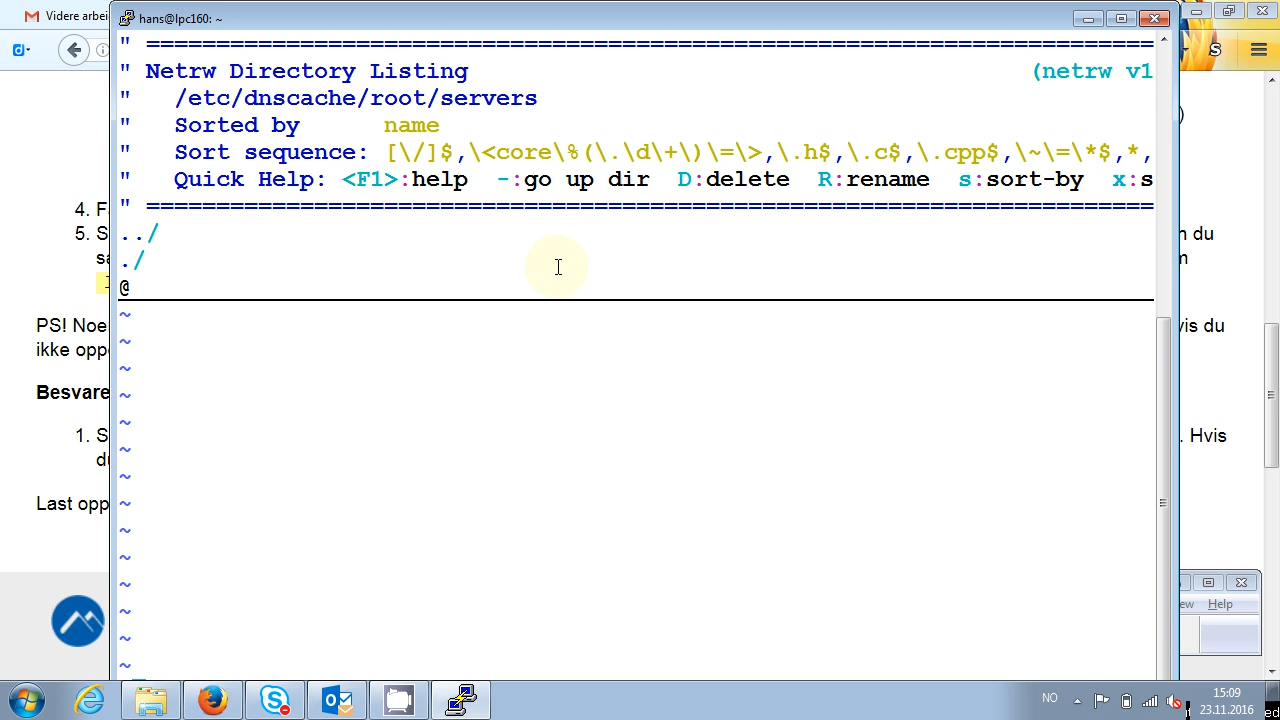 Videre arbei
hans@lpc160: ~
" ========================================================================
" Netrw Directory Listing (netrw v1
" /etc/dnscache/root/servers
" Sorted by name
" Sort sequence: [\/]$,\<core\%(\.\d\+\)\=\>,\.h$,\.c$,\.cpp$,\~\=\*$,*,
" Quick Help: <F1>:help -:go up dir D:delete R:rename s:sort-by x:s
" ========================================================================
../
./
@
~
~
~
~
~
~
~
~
~
~
~
~
~
~
4. F
5. S
n du
s
m
PS! Noe
vis du
ikke opp
Besvare
1. S
. Hvis
d
Last opp
ew Help
NO
15:09
23.11.2016
ed